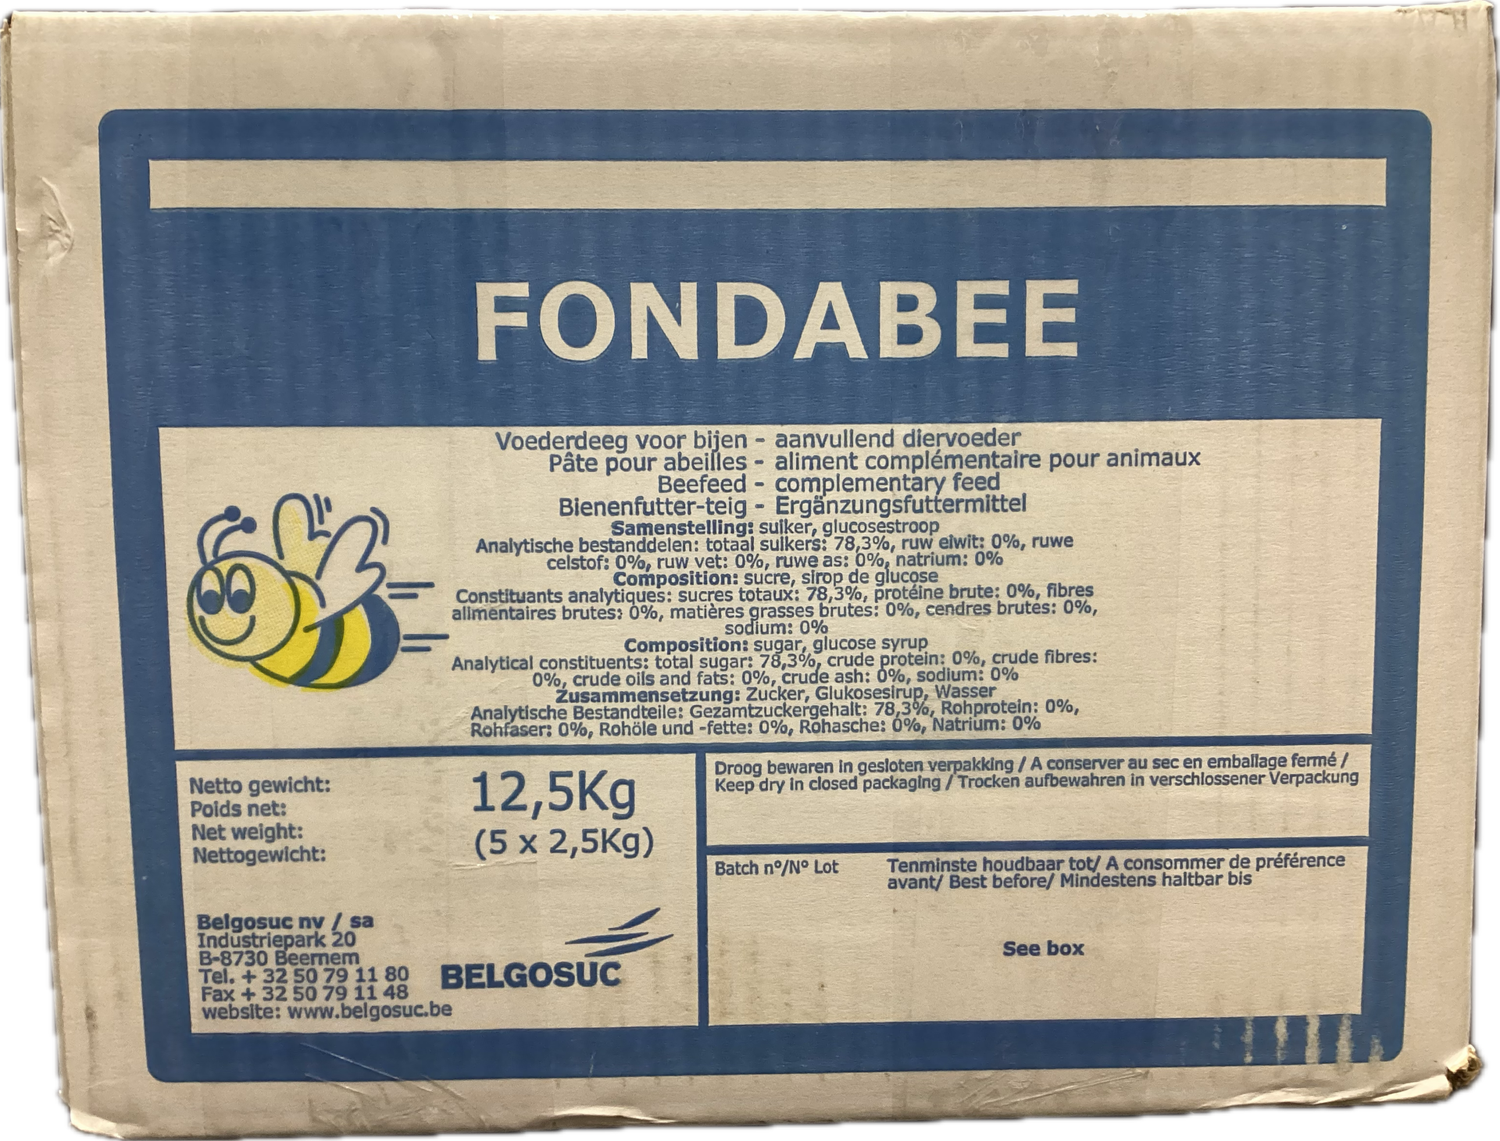 FONDABEE
Voederdeeg voor bijen - aanvullend diervoeder
Pâte pour abeilles - aliment complémentaire pour animaux
Beefeed - complementary feed
Bienenfutter-teig - Ergänzungsfuttermittel
Samenstelling: suiker, glucosestroop
Analytische bestanddelen: totaal suikers: 78,3%, ruw eiwit: 0%, ruwe
celstof: 0%, ruw vet: 0%, ruwe as: 0%, natrium: 0%
Composition: sucre, sirop de glucose
Constituants analytiques: sucres totaux: 78,3%, protéine brute: 0%, fibres
alimentaires brutes: 0%, matières grasses brutes: 0%, cendres brutes: 0%,
sodium: 0%
Composition: sugar, glucose syrup
Analytical constituents: total sugar: 78,3%, crude protein: 0%, crude fibres:
0%, crude oils and fats: 0%, crude ash: 0%, sodium: 0%
Zusammensetzung: Zucker, Glukosesirup, Wasser
Analytische Bestandteile: Gezamtzuckergehalt: 78,3%, Rohprotein: 0%,
Rohfaser: 0%, Rohöle und -fette: 0%, Rohasche: 0%, Natrium: 0%
Netto gewicht:
Poids net:
Net weight:
Nettogewicht:
12,5Kg
(5 x 2,5Kg)
Belgosuc nv / sa
Industriepark 20
B-8730 Beernem
Tel. + 32 50 79 11 80
Fax + 32 50 79 11 48
website: www.belgosuc.be
BELGOSUC
Droog bewaren in gesloten verpakking / A conserver au sec en emballage fermé /
Keep dry in closed packaging / Trocken aufbewahren in verschlossener Verpackung
Batch n°/N° Lot
Tenminste houdbaar tot/ A consommer de préférence
avant/ Best before/ Mindestens haltbar bis
See box